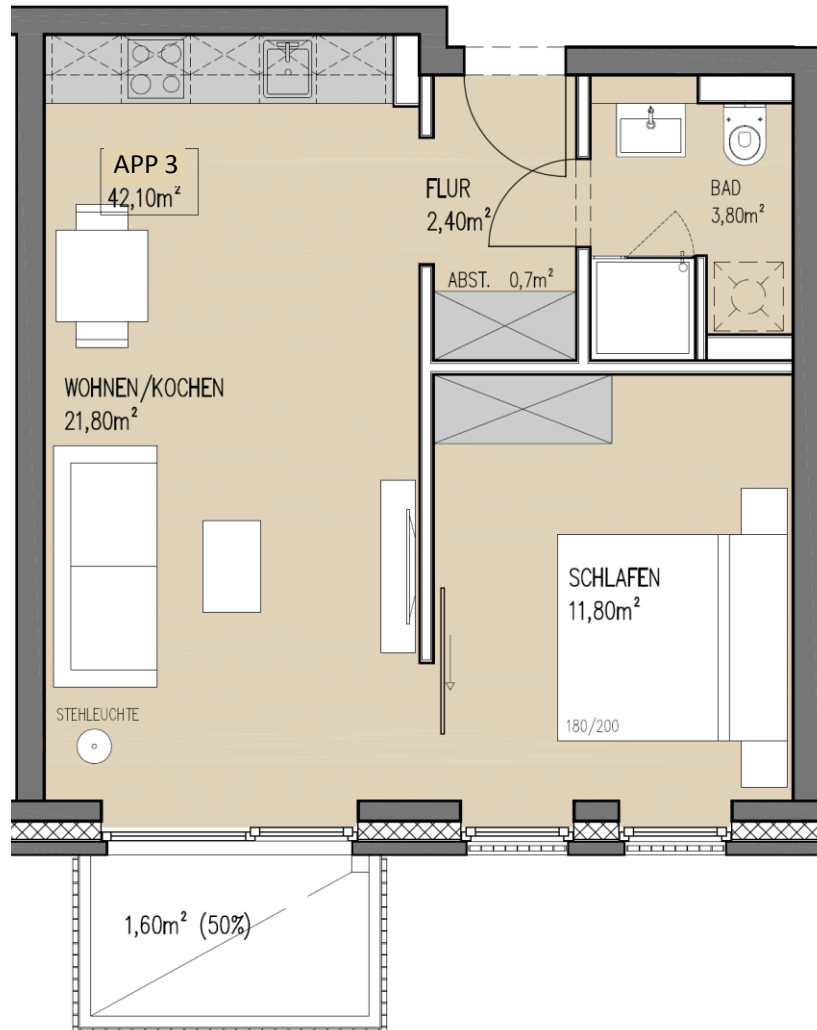 APP 3
42,10m²
FLUR
2,40m²
BAD
3,80m²
ABST. 0,7m²
WOHNEN/KOCHEN
21,80m²
SCHLAFEN
11,80m²
STEHLEUCHTE
180/200
1,60m² (50%)